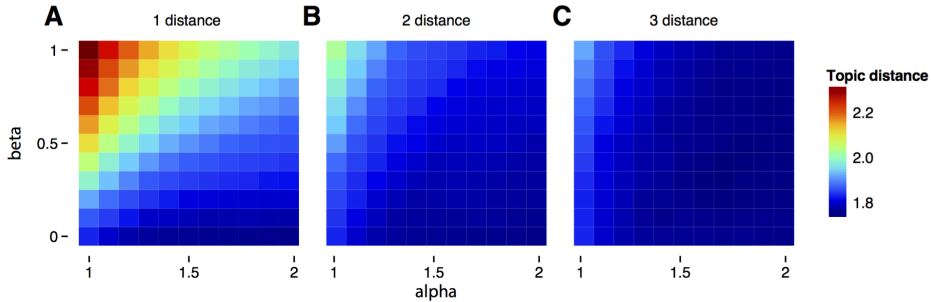 A 1 distance
B 2 distance
C 3 distance
Topic distance
2.2
2.0
1.8
beta
1
0.5
0
1 1.5 2
1 1.5 2
1 1.5 2
alpha